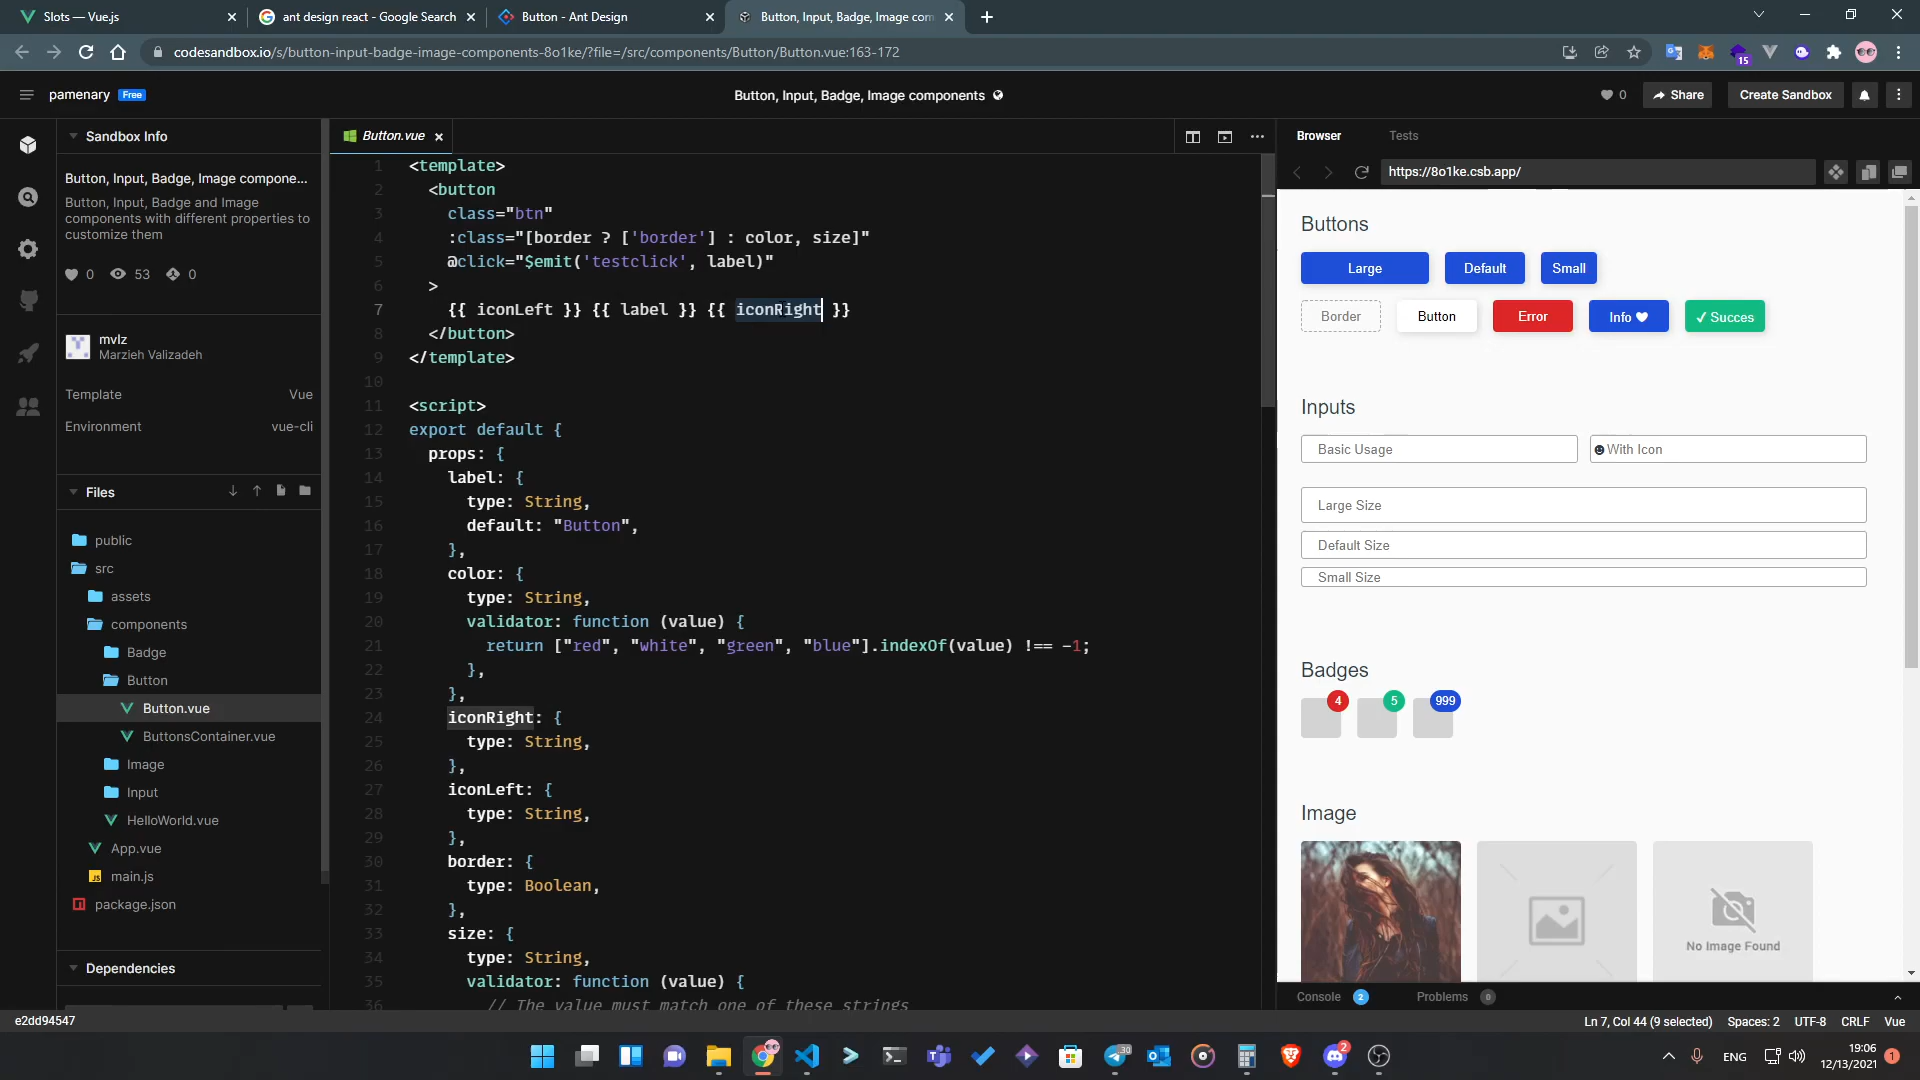 Slots — Vue.js
ant design react - Google Search
Button - Ant Design
Button, Input, Badge, Image com
codesandbox.io/s/button-input-badge-image-components-8o1ke/?file=/src/components/Button/Button.vue:163-172
15
pamenary Free
Button, Input, Badge, Image components
0
Share
Create Sandbox
Sandbox Info
Button, Input, Badge, Image compone...
Button, Input, Badge and Image
components with different properties to
customize them
0 53 0
mvlz
Marzieh Valizadeh
Template Vue
Environment vue-cli
Files
public
src
assets
components
Badge
Button
Button.vue
ButtonsContainer.vue
Image
Input
HelloWorld.vue
App.vue
main.js
package.json
Dependencies
e2dd94547
Button.vue
1 <template>
2 <button
3 class="btn"
4 :class="[border ? ['border'] : color, size]"
5 @click="$emit('testclick', label)"
6 >
7 {{ iconLeft }} {{ label }} {{ iconRight }}
8 </button>
9 </template>
10
11 <script>
12 export default {
13 props: {
14 label: {
15 type: String,
16 default: "Button",
17 },
18 color: {
19 type: String,
20 validator: function (value) {
21 return ["red", "white", "green", "blue"].indexOf(value) !== -1;
22 },
23 },
24 iconRight: {
25 type: String,
26 },
27 iconLeft: {
28 type: String,
29 },
30 border: {
31 type: Boolean,
32 },
33 size: {
34 type: String,
35 validator: function (value) {
36 // The value must match one of these strings
Browser Tests
https://8o1ke.csb.app/
Buttons
Large Default Small
Border Button Error Info ♥ ✓ Succes
Inputs
Basic Usage
☻With Icon
Large Size
Default Size
Small Size
Badges
4 5 999
Image
No Image Found
Console 2 Problems 0
Ln 7, Col 44 (9 selected) Spaces: 2 UTF-8 CRLF Vue
30
2
ENG
19:06
12/13/2021
1